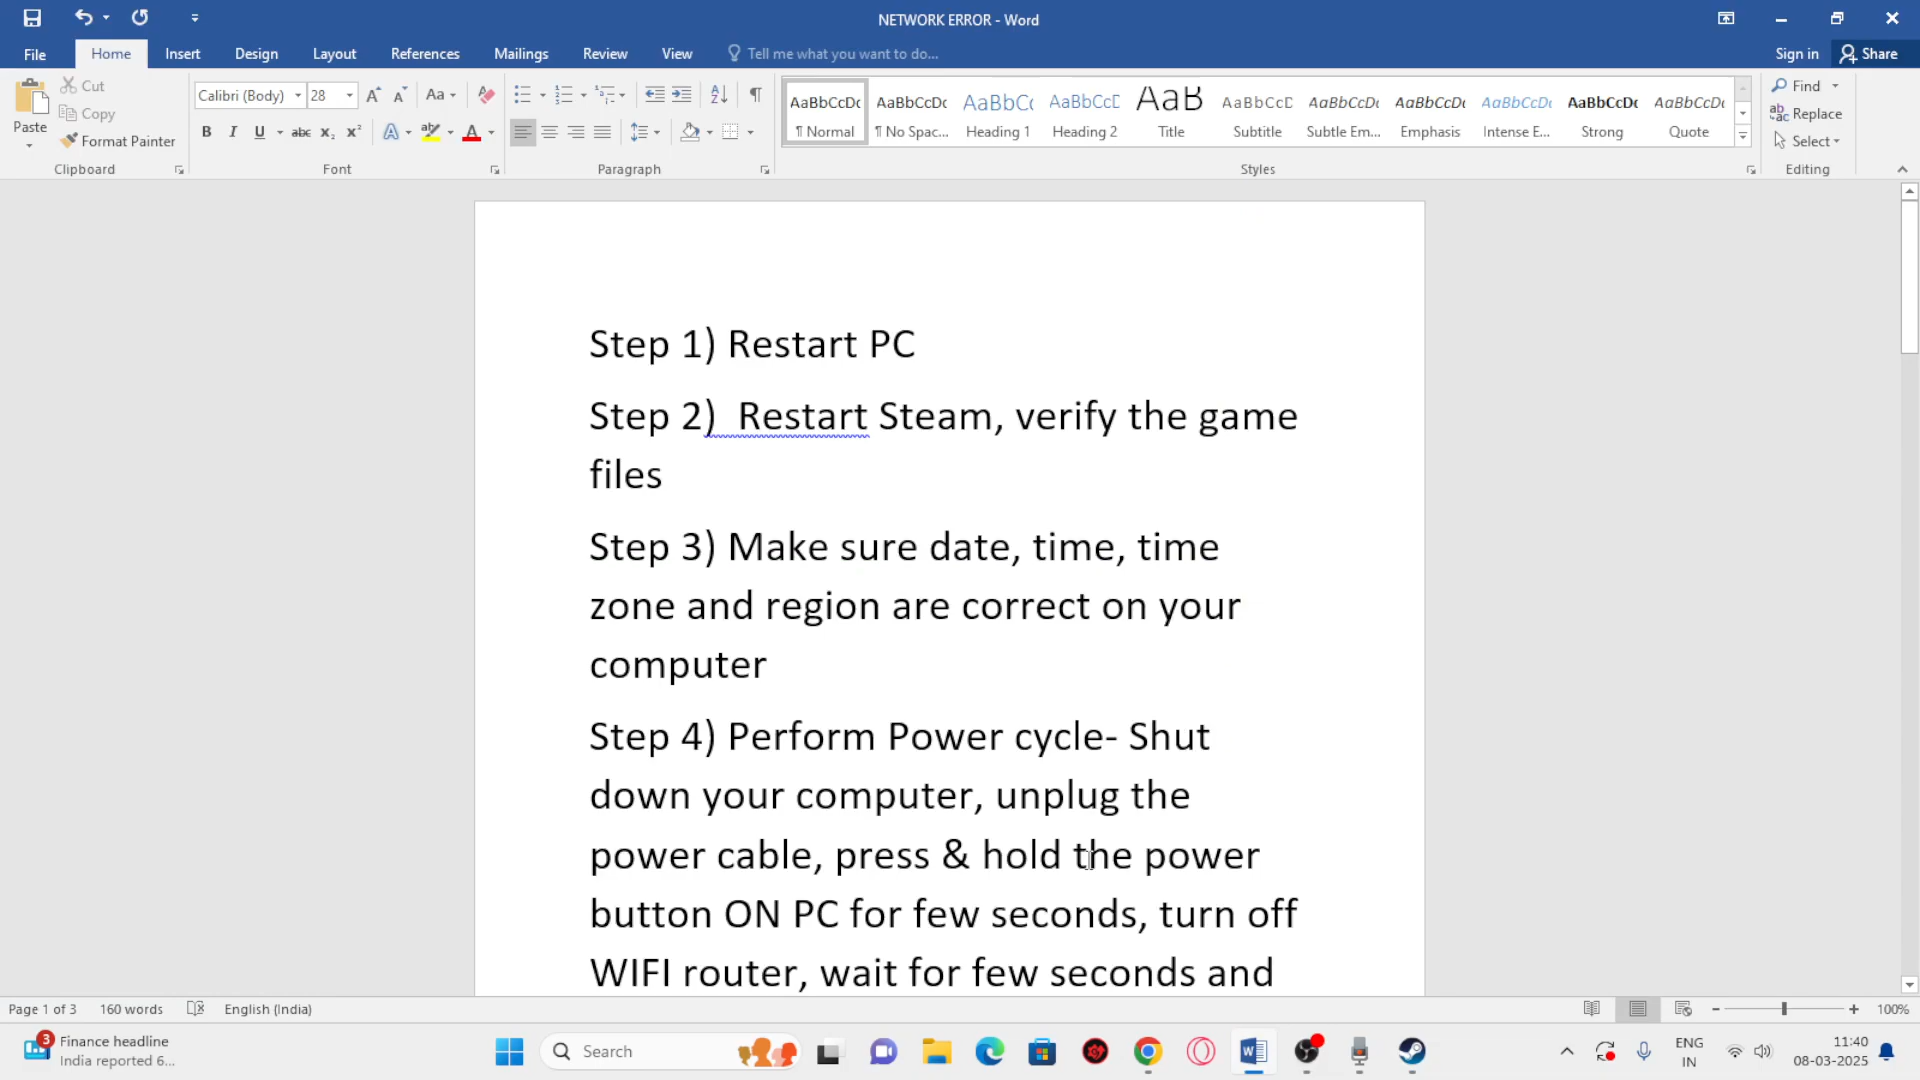 NETWORK ERROR - Word
File Home Insert Design Layout References Mailings Review View Tell me what you want to do... Sign in Share
Paste Cut Copy Format Painter
Calibri (Body) 28
AaBbCcDc AaBbCcDc AaBbCc AaBbCcD AaB AaBbCcD AaBbCcDc AaBbCcDc AaBbCcDc AaBbCcDc AaBbCcDc
¶ Normal ¶ No Spac... Heading 1 Heading 2 Title Subtitle Subtle Em... Emphasis Intense E... Strong Quote
Find Replace Select
Clipboard Font Paragraph Styles Editing
Step 1) Restart PC
Step 2)  Restart Steam, verify the game
files
Step 3) Make sure date, time, time
zone and region are correct on your
computer
Step 4) Perform Power cycle- Shut
down your computer, unplug the
power cable, press & hold the power
button ON PC for few seconds, turn off
WIFI router, wait for few seconds and
Page 1 of 3 160 words English (India) 100%
3 Finance headline
India reported 6...
Search
ENG
IN
11:40
08-03-2025